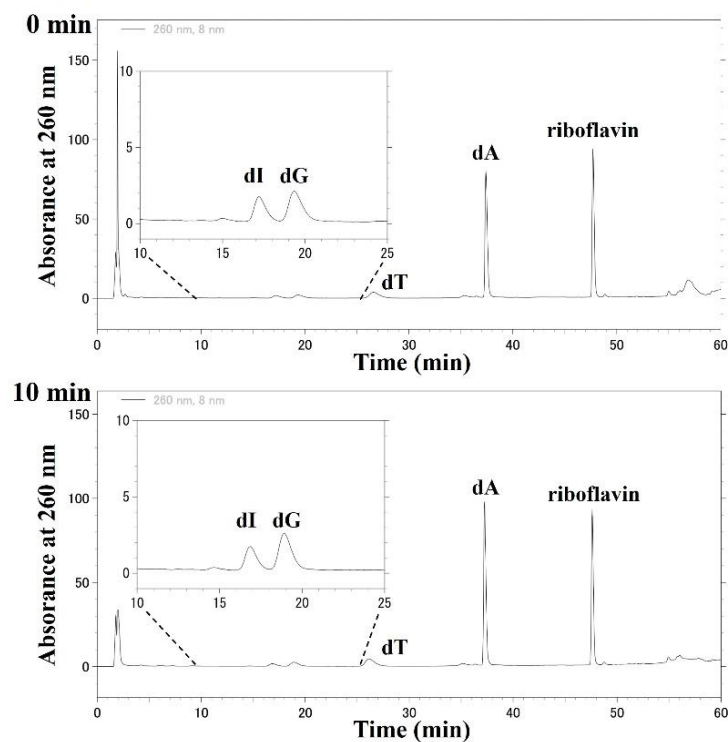 0 min
260 nm, 8 nm
150
100
50
0
Absorance at 260 nm
10
5
0
10 15 20 25
dI dG
dT
dA
riboflavin
0 10 20 30 40 50 60
Time (min)
10 min
260 nm, 8 nm
150
100
50
0
Absorance at 260 nm
10
5
0
10 15 20 25
dI dG
dT
dA
riboflavin
0 10 20 30 40 50 60
Time (min)